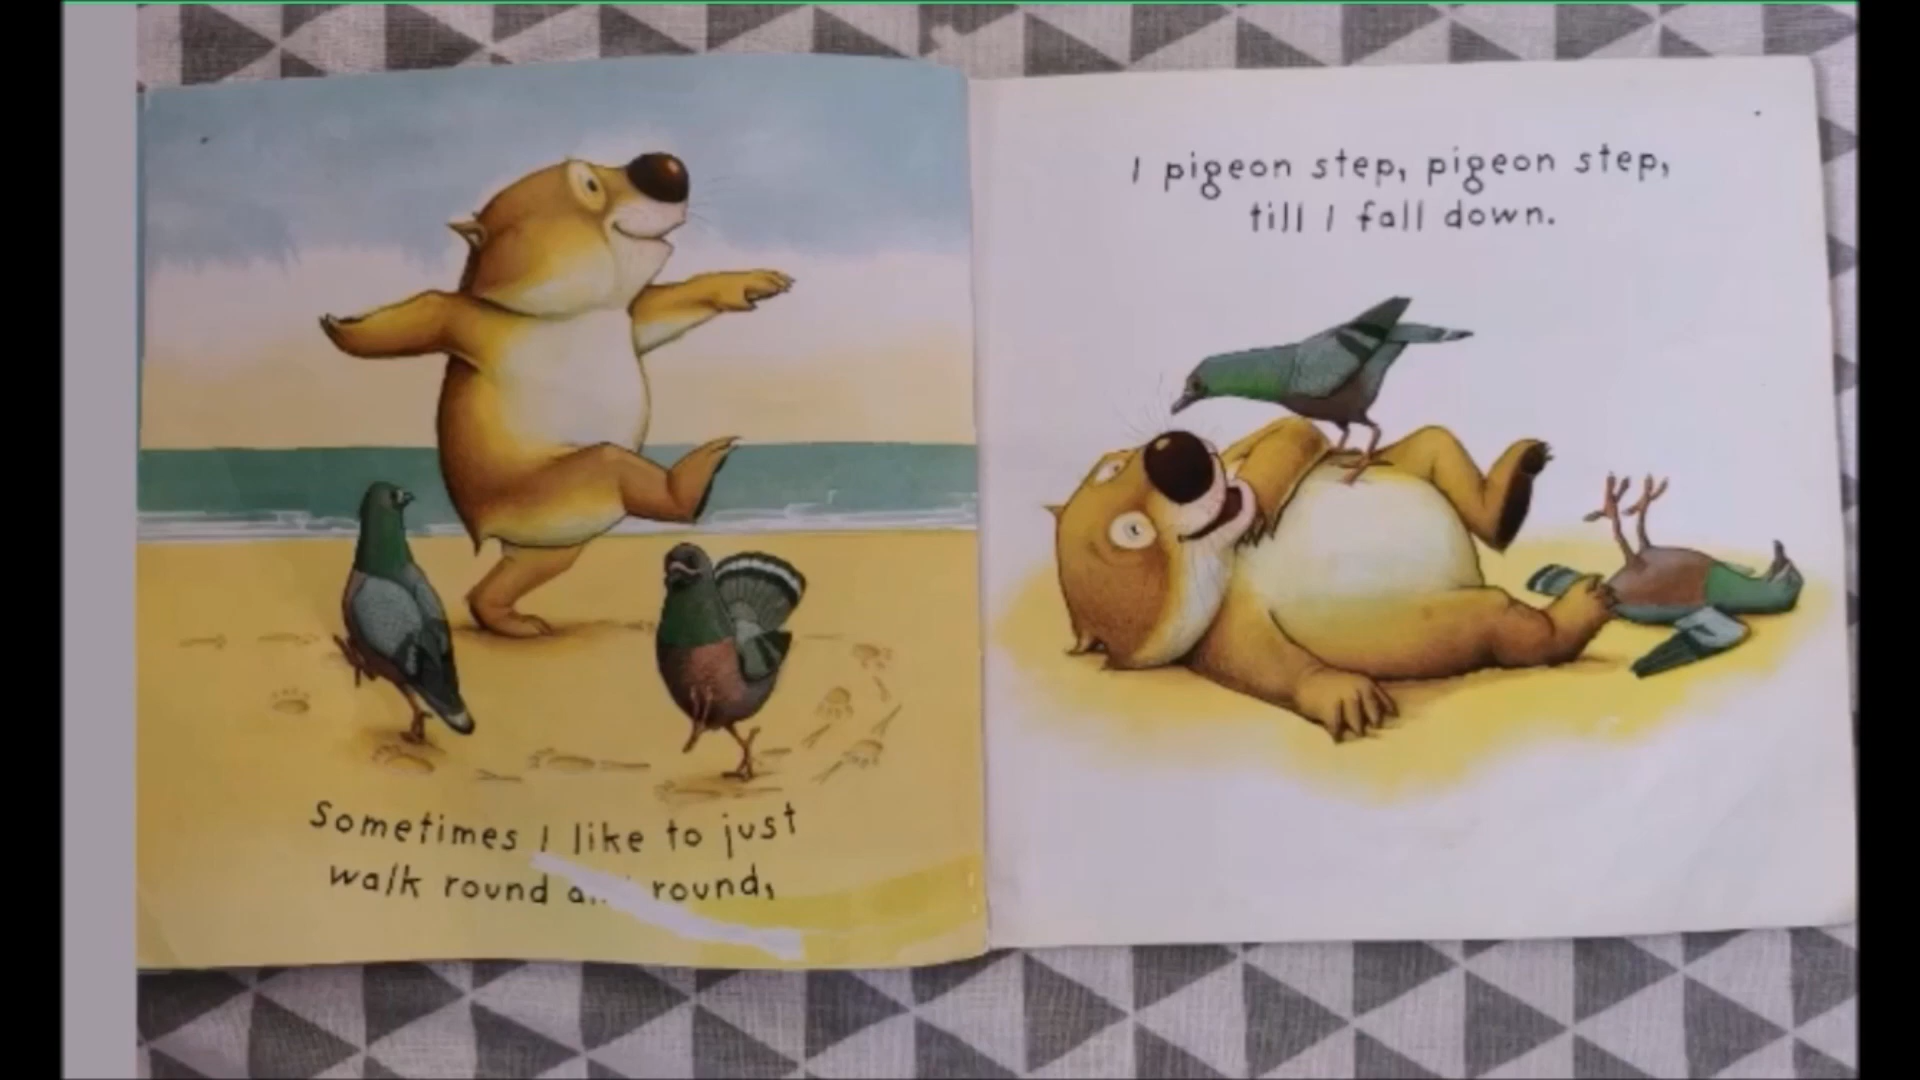 Sometimes I like to just
walk round round,
I pigeon step, pigeon step,
till I fall down.